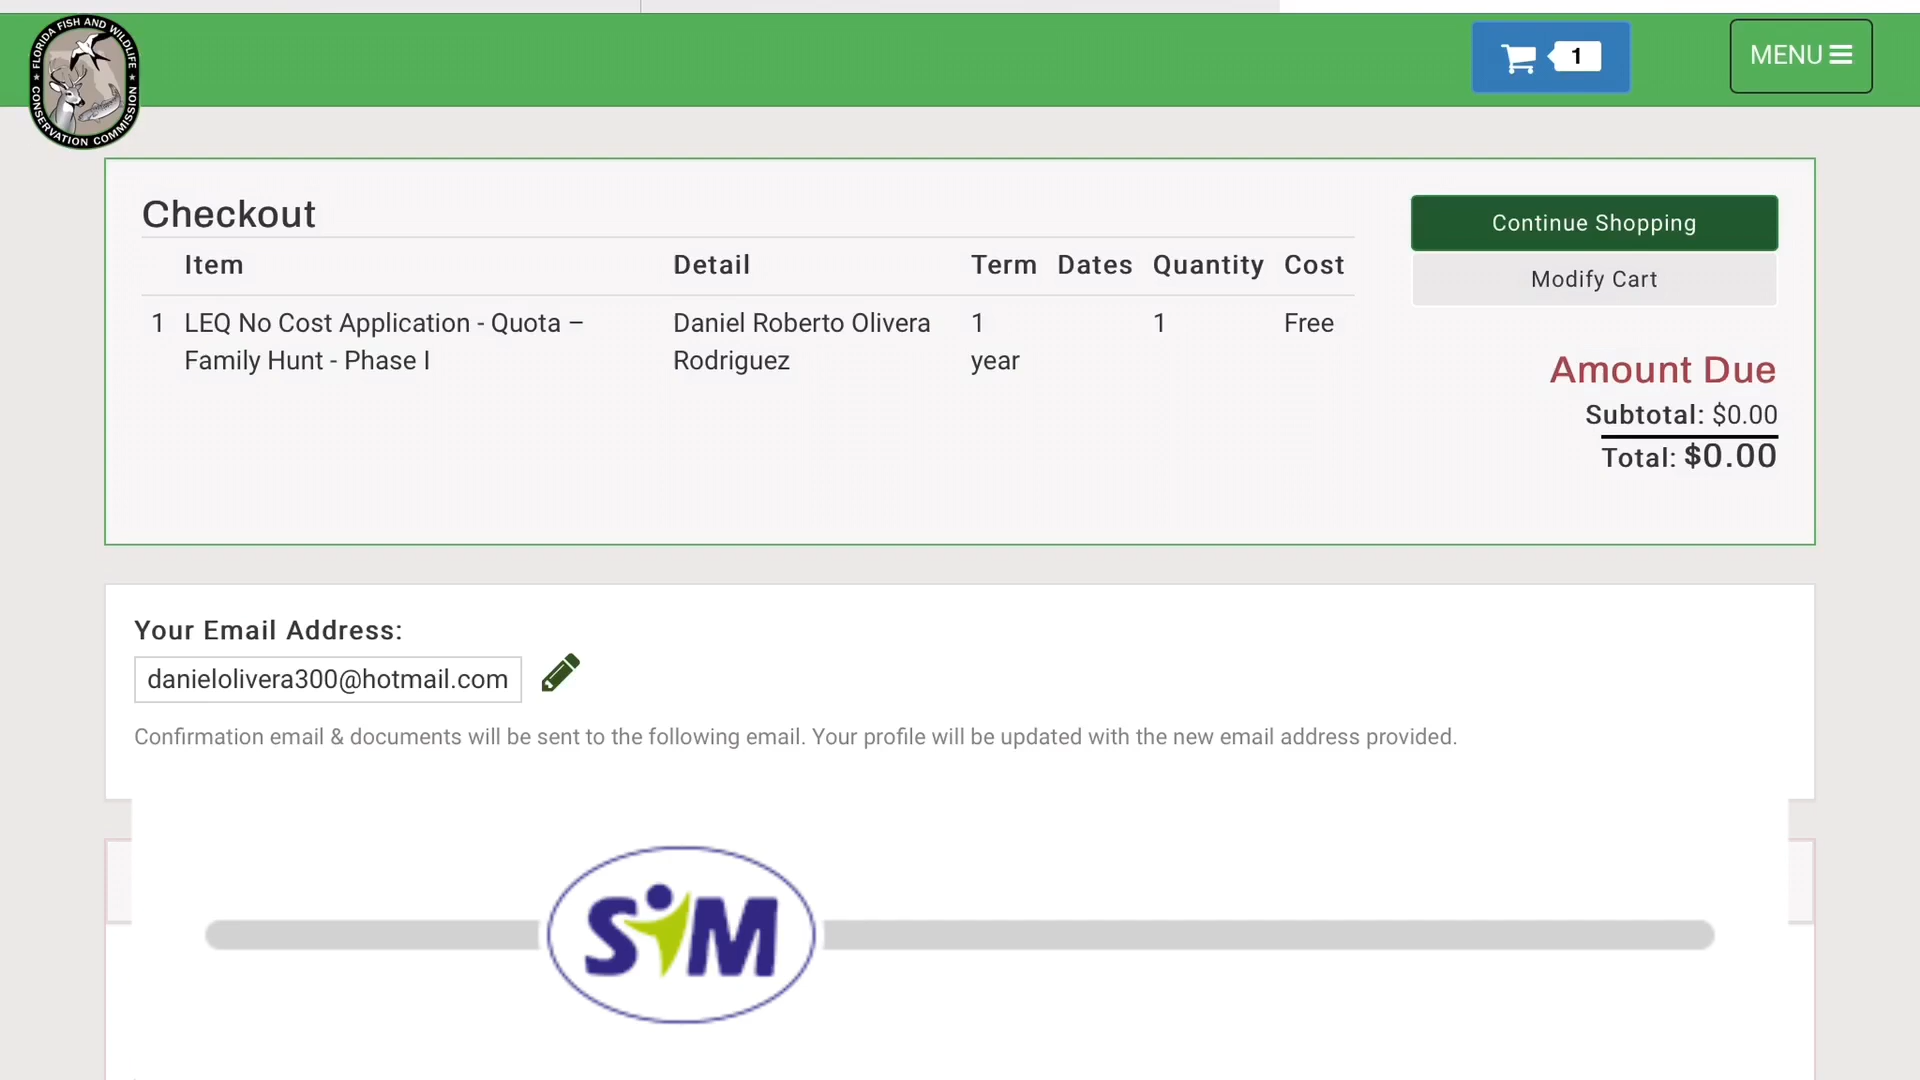 FLORIDA FISH AND WILDLIFE
CONSERVATION COMMISSION
1
MENU
Checkout
Item Detail Term Dates Quantity Cost
1 LEQ No Cost Application - Quota – Daniel Roberto Olivera 1 1 Free
Family Hunt - Phase I Rodriguez year
Continue Shopping
Modify Cart
Amount Due
Subtotal: $0.00
Total: $0.00
Your Email Address:
danielolivera300@hotmail.com
Confirmation email & documents will be sent to the following email. Your profile will be updated with the new email address provided.
SiM